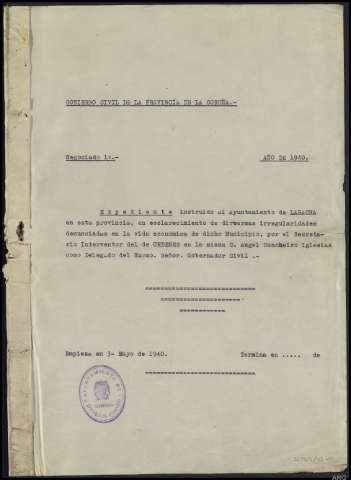 GOBIERNO CIVIL DE LA PROVINCIA DE LA CORUÑA.-
Negociado 1º.-
AÑO DE 1940.
Expediente instruido al Ayuntamiento de LARACHA
en esta provincia, en esclarecimiento de diversas irregularidades
denunciadas en la vida económica de dicho Municipio, por el Secreta-
rio Interventor del de CERDEDES en la misma D. Angel Iglesias
como Delegado del Excmo. Señor. Gobernador Civil .-
Empieza en 3- Mayo de 1940.
Termina en ..... de
AYUNTAMIENTO DE